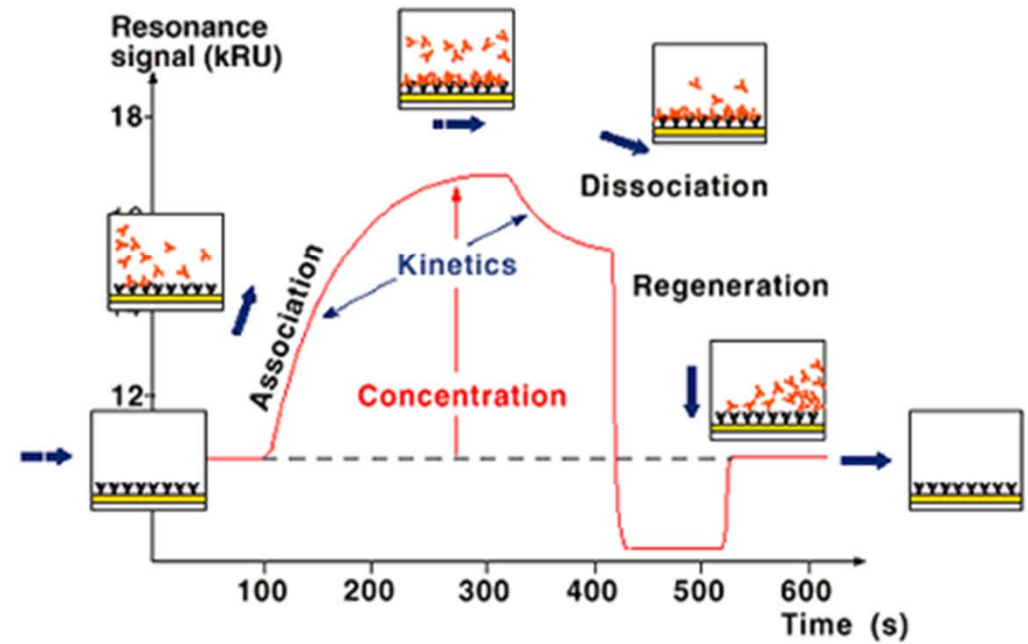 Resonance
signal (kRU)
18
Dissociation
Kinetics
Association
Regeneration
12
Concentration
100 200 300 400 500 600
Time (s)